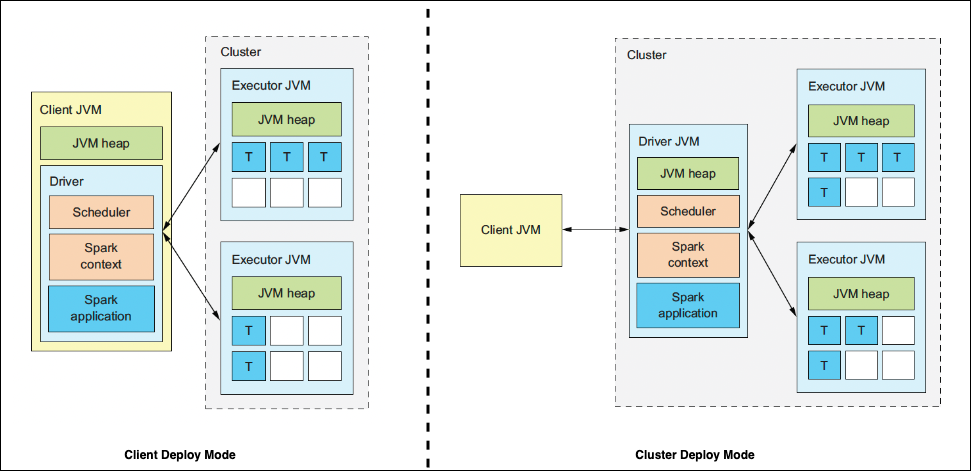 Cluster
Executor JVM
JVM heap
T T T
Client JVM
JVM heap
Driver
Scheduler
Spark
context
Spark
application
Executor JVM
JVM heap
T
T
Client Deploy Mode
Cluster
Executor JVM
JVM heap
T T T
T
Driver JVM
JVM heap
Scheduler
Spark
context
Spark
application
Client JVM
Executor JVM
JVM heap
T T
T
Cluster Deploy Mode